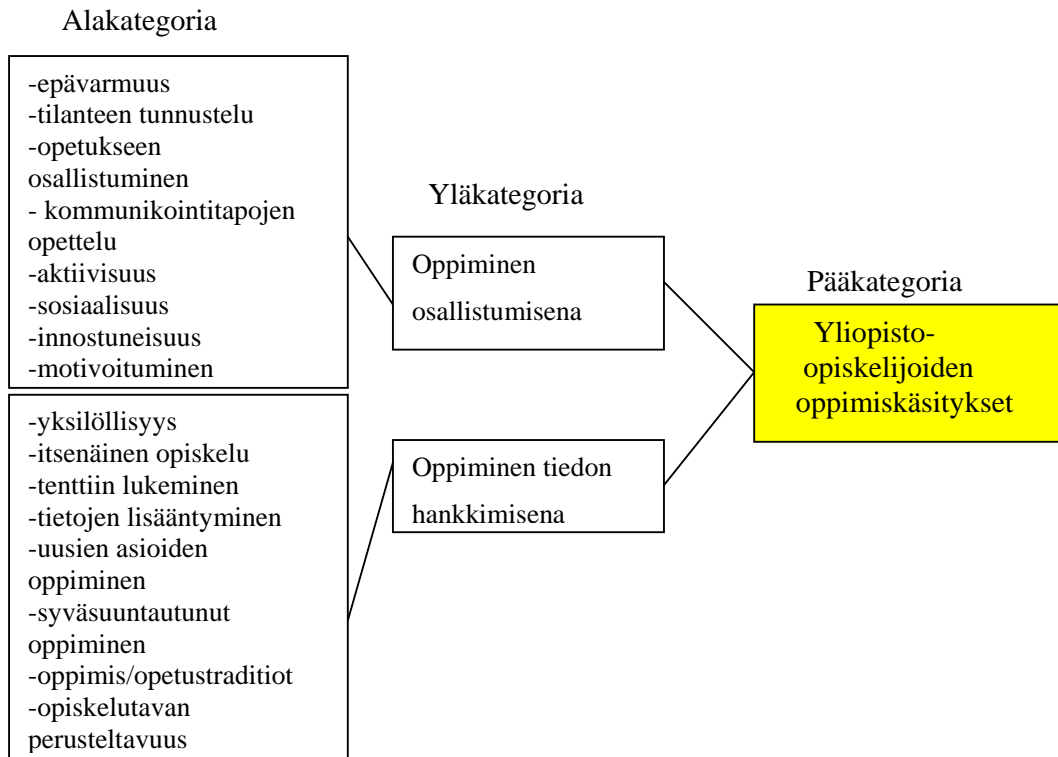 Alakategoria
-epävarmuus
-tilanteen tunnustelu
-opetukseen
osallistuminen
- kommunikointitapojen
opettelu
-aktiivisuus
-sosiaalisuus
-innostuneisuus
-motivoituminen
-yksilöllisyys
-itsenäinen opiskelu
-tenttiin lukeminen
-tietojen lisääntyminen
-uusien asioiden
oppiminen
-syväsuuntautunut
oppiminen
-oppimis/opetustraditiot
-opiskelutavan
perusteltavuus
Yläkategoria
Oppiminen
osallistumisena
Oppiminen tiedon
hankkimisena
Pääkategoria
Yliopisto-
opiskelijoiden
oppimiskäsitykset